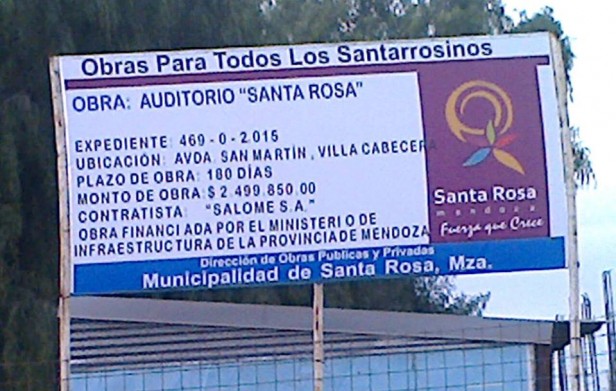 Obras Para Todos Los Santarrosinos
OBRA: AUDITORIO "SANTA ROSA"
EXPEDIENTE: 469-0-2.015
UBICACIÓN: AVDA. SAN MARTÍN, VILLA CABECERA
PLAZO DE OBRA: 180 DÍAS
MONTO DE OBRA: $ 2.499.850.00
CONTRATISTA: "SALOME S.A."
OBRA FINANCIADA POR EL MINISTERIO DE
INFRAESTRUCTURA DE LA PROVINCIA DE MENDOZA
Santa Rosa
mendoza
Fuerza que Crece
Dirección de Obras Publicas y Privadas
Municipalidad de Santa Rosa, Mza.